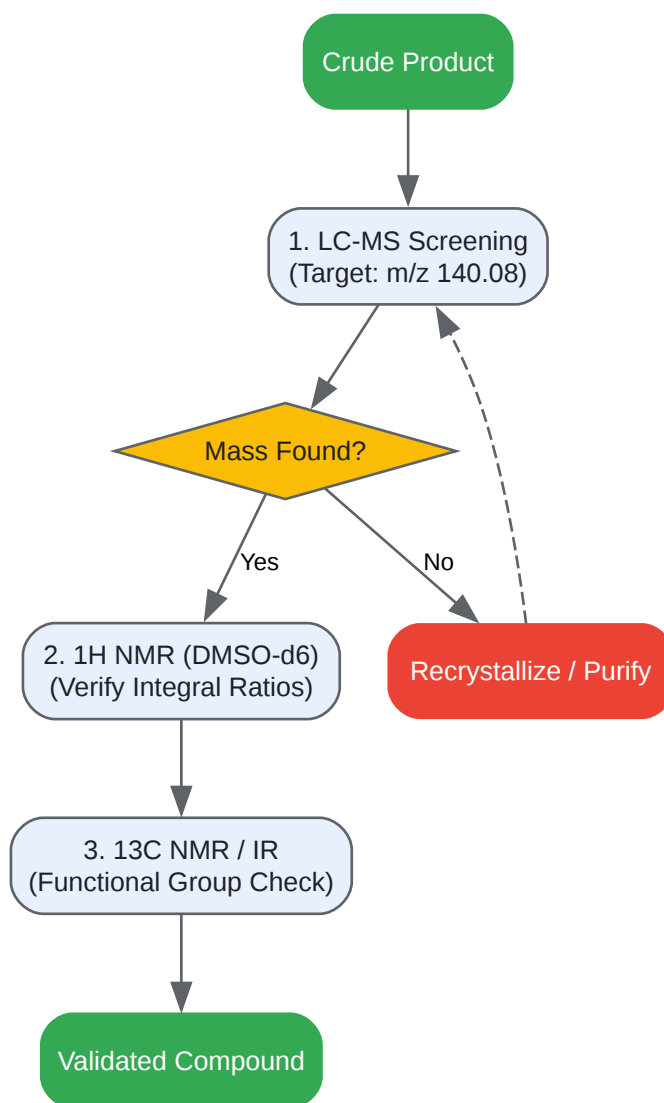 Crude Product
1. LC-MS Screening
(Target: m/z 140.08)
Mass Found?
Yes
No
2. 1H NMR (DMSO-d6)
(Verify Integral Ratios)
Recrystallize / Purify
3. 13C NMR / IR
(Functional Group Check)
Validated Compound